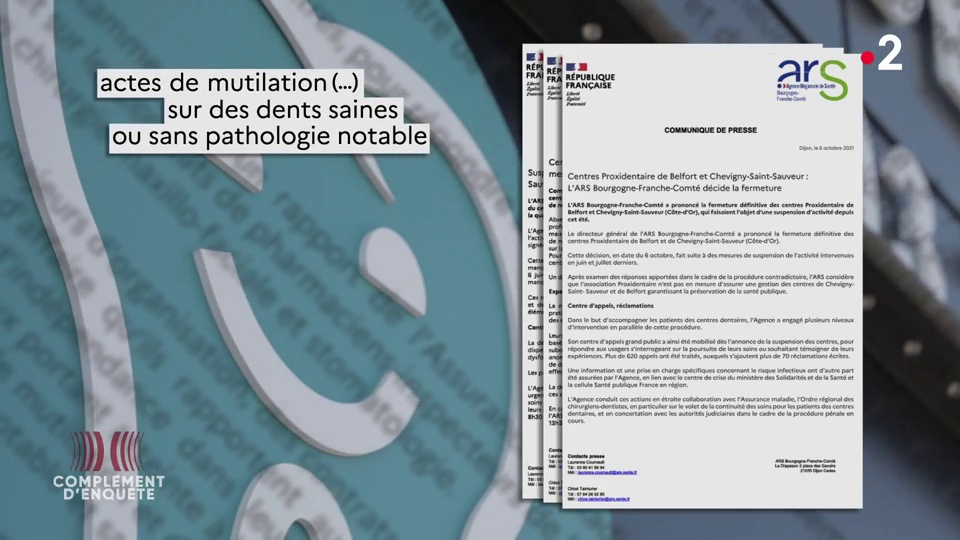 actes de mutilation (...)
sur des dents saines
ou sans pathologie notable
2
RÉPUBLIQUE
FRANÇAISE
Liberté
Égalité
Fraternité
ars
Agence Régionale de Santé
Bourgogne-
Franche-Comté
COMMUNIQUE DE PRESSE
Dijon, le 6 octobre 2021
Centres Proxidentaire de Belfort et Chevigny-Saint-Sauveur :
L'ARS Bourgogne-Franche-Comté décide la fermeture
L'ARS Bourgogne-Franche-Comté a prononcé la fermeture définitive des centres Proxidentaire de
Belfort et Chevigny-Saint-Sauveur (Côte-d'Or), qui faisaient l'objet d'une suspension d'activité depuis
cet été.
Le directeur général de l'ARS Bourgogne-Franche-Comté a prononcé la fermeture définitive des
centres Proxidentaire de Belfort et de Chevigny-Saint-Sauveur (Côte-d'Or).
Cette décision, en date du 6 octobre, fait suite à des mesures de suspension de l'activité intervenues
en juin et juillet derniers.
Après examen des réponses apportées dans le cadre de la procédure contradictoire, l'ARS considère
que l'association Proxidentaire n'est pas en mesure d'assurer une gestion des centres de Chevigny-
Saint- Sauveur et de Belfort garantissant la préservation de la santé publique.
Centre d'appels, réclamations
Dans le but d'accompagner les patients des centres dentaires, l'Agence a engagé plusieurs niveaux
d'intervention en parallèle de cette procédure.
Son centre d'appels grand public a ainsi été mobilisé dès l'annonce de la suspension des centres, pour
répondre aux usagers s'interrogeant sur la poursuite de leurs soins ou souhaitant témoigner de leurs
expériences. Plus de 620 appels ont été traités, auxquels s'ajoutent plus de 70 réclamations écrites.
Une information et une prise en charge spécifiques concernant le risque infectieux ont d'autre part
été assurées par l'Agence, en lien avec le centre de crise du ministère des Solidarités et de la Santé et
la cellule Santé publique France en région.
L'Agence conduit ces actions en étroite collaboration avec l'Assurance maladie, l'Ordre régional des
chirurgiens-dentistes, en particulier sur le volet de la continuité des soins pour les patients des centres
dentaires, et en concertation avec les autorités judiciaires dans le cadre de la procédure pénale en
cours.
Contacts presse
ARS Bourgogne-Franche-Comté
Le Diapason 2 place des Savoirs
21035 Dijon Cedex
COMPLÉMENT
D'ENQUÊTE